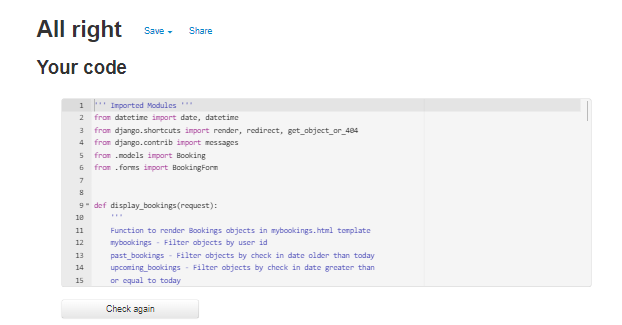 All right Save Share
Your code
1 ''' Imported Modules '''
2 from datetime import date, datetime
3 from django.shortcuts import render, redirect, get_object_or_404
4 from django.contrib import messages
5 from .models import Booking
6 from .forms import BookingForm
7
8
9 def display_bookings(request):
10 '''
11 Function to render Bookings objects in mybookings.html template
12 mybookings - Filter objects by user id
13 past_bookings - Filter objects by check in date older than today
14 upcoming_bookings - Filter objects by check in date greater than
15 or equal to today
Check again